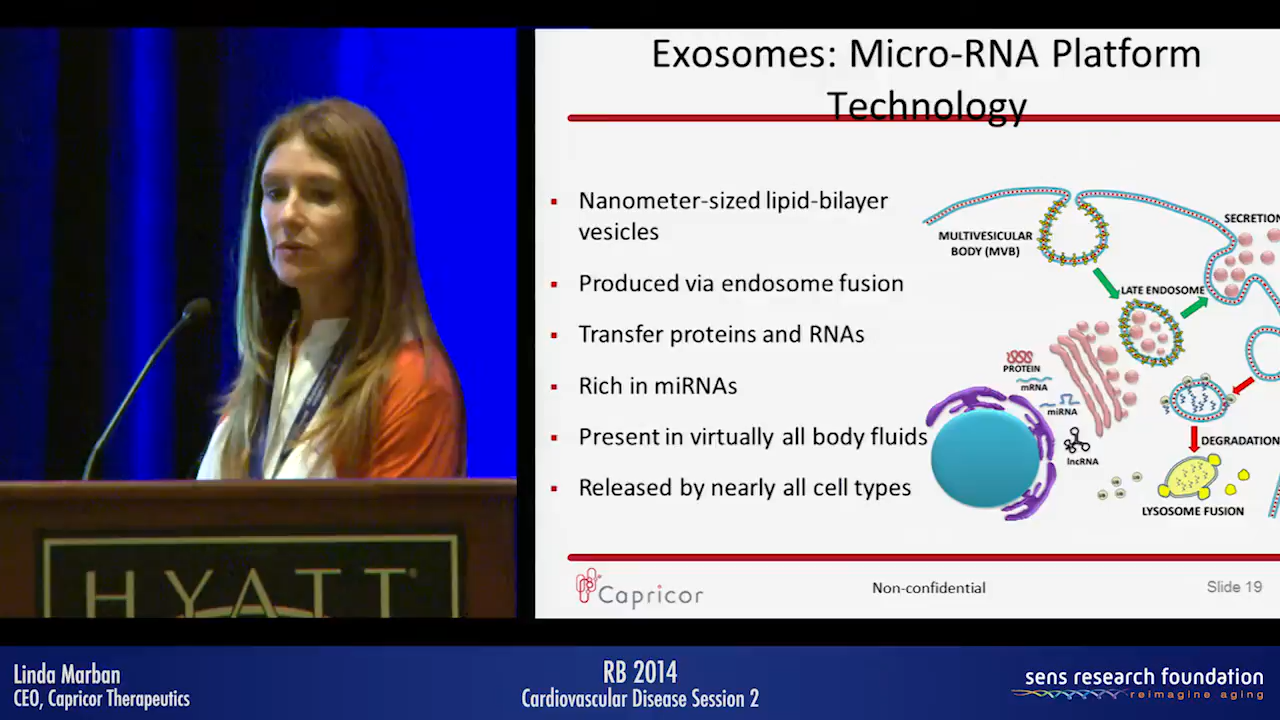 Exosomes: Micro-RNA Platform
Technology
Nanometer-sized lipid-bilayer
vesicles
Produced via endosome fusion
Transfer proteins and RNAs
Rich in miRNAs
Present in virtually all body fluids
Released by nearly all cell types
MULTIVESICULAR
BODY (MVB)
SECRETION
LATE ENDOSOME
PROTEIN
mRNA
miRNA
lncRNA
DEGRADATION
LYSOSOME FUSION
Capricor
Non-confidential
Slide 19
HYATT
Linda Marban
CEO, Capricor Therapeutics
RB 2014
Cardiovascular Disease Session 2
sens research foundation
reimagine aging